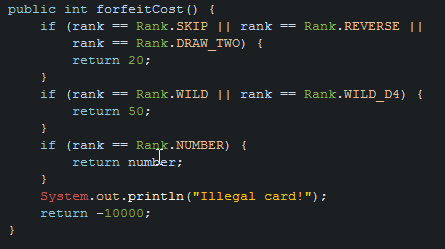 public int forfeitCost() {
    if (rank == Rank.SKIP || rank == Rank.REVERSE ||
        rank == Rank.DRAW_TWO) {
        return 20;
    }
    if (rank == Rank.WILD || rank == Rank.WILD_D4) {
        return 50;
    }
    if (rank == Rank.NUMBER) {
        return number;
    }
    System.out.println("Illegal card!");
    return -10000;
}